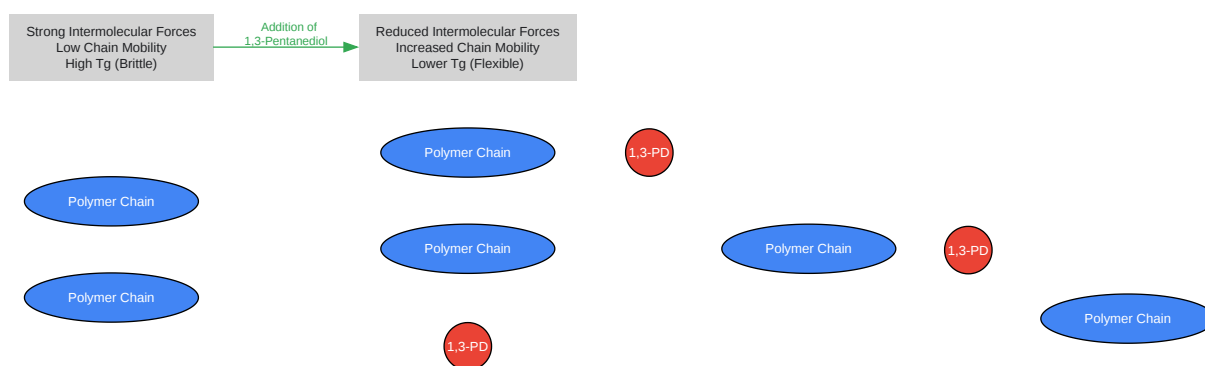 Strong Intermolecular Forces
Low Chain Mobility
High Tg (Brittle)
Addition of
1,3-Pentanediol
Reduced Intermolecular Forces
Increased Chain Mobility
Lower Tg (Flexible)
Polymer Chain
1,3-PD
Polymer Chain
Polymer Chain
Polymer Chain
1,3-PD
Polymer Chain
Polymer Chain
1,3-PD